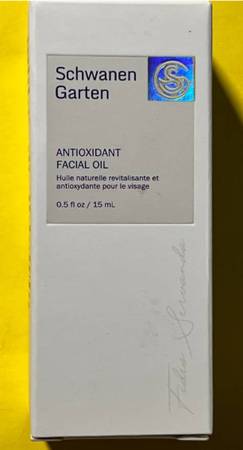 Schwanen
Garten
ANTIOXIDANT
FACIAL OIL
Huile naturelle revitalisante et
antioxydante pour le visage
0.5 fl oz / 15 mL